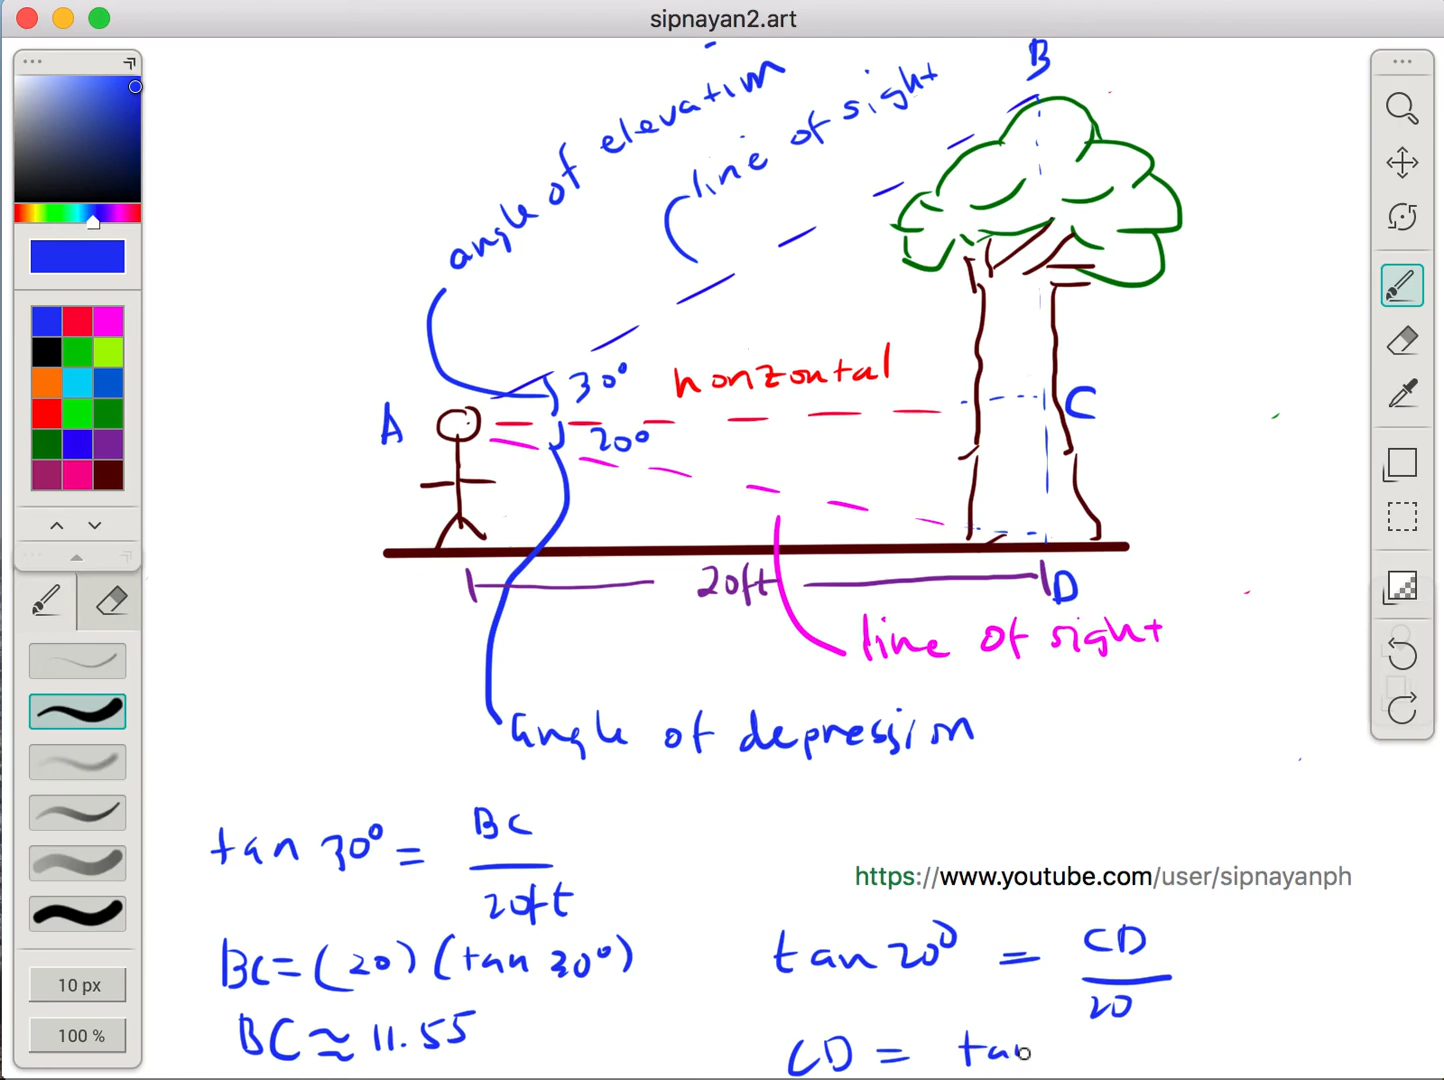 sipnayan2.art
B
angle of elevation
line of sight
30°
horizontal
A
C
20°
20ft
D
line of sight
angle of depression
tan 30° = BC / 20ft
https://www.youtube.com/user/sipnayanph
BC = (20) (tan 30°)
tan 20° = CD / 20
BC ≈ 11.55
CD = tan
10 px
100 %